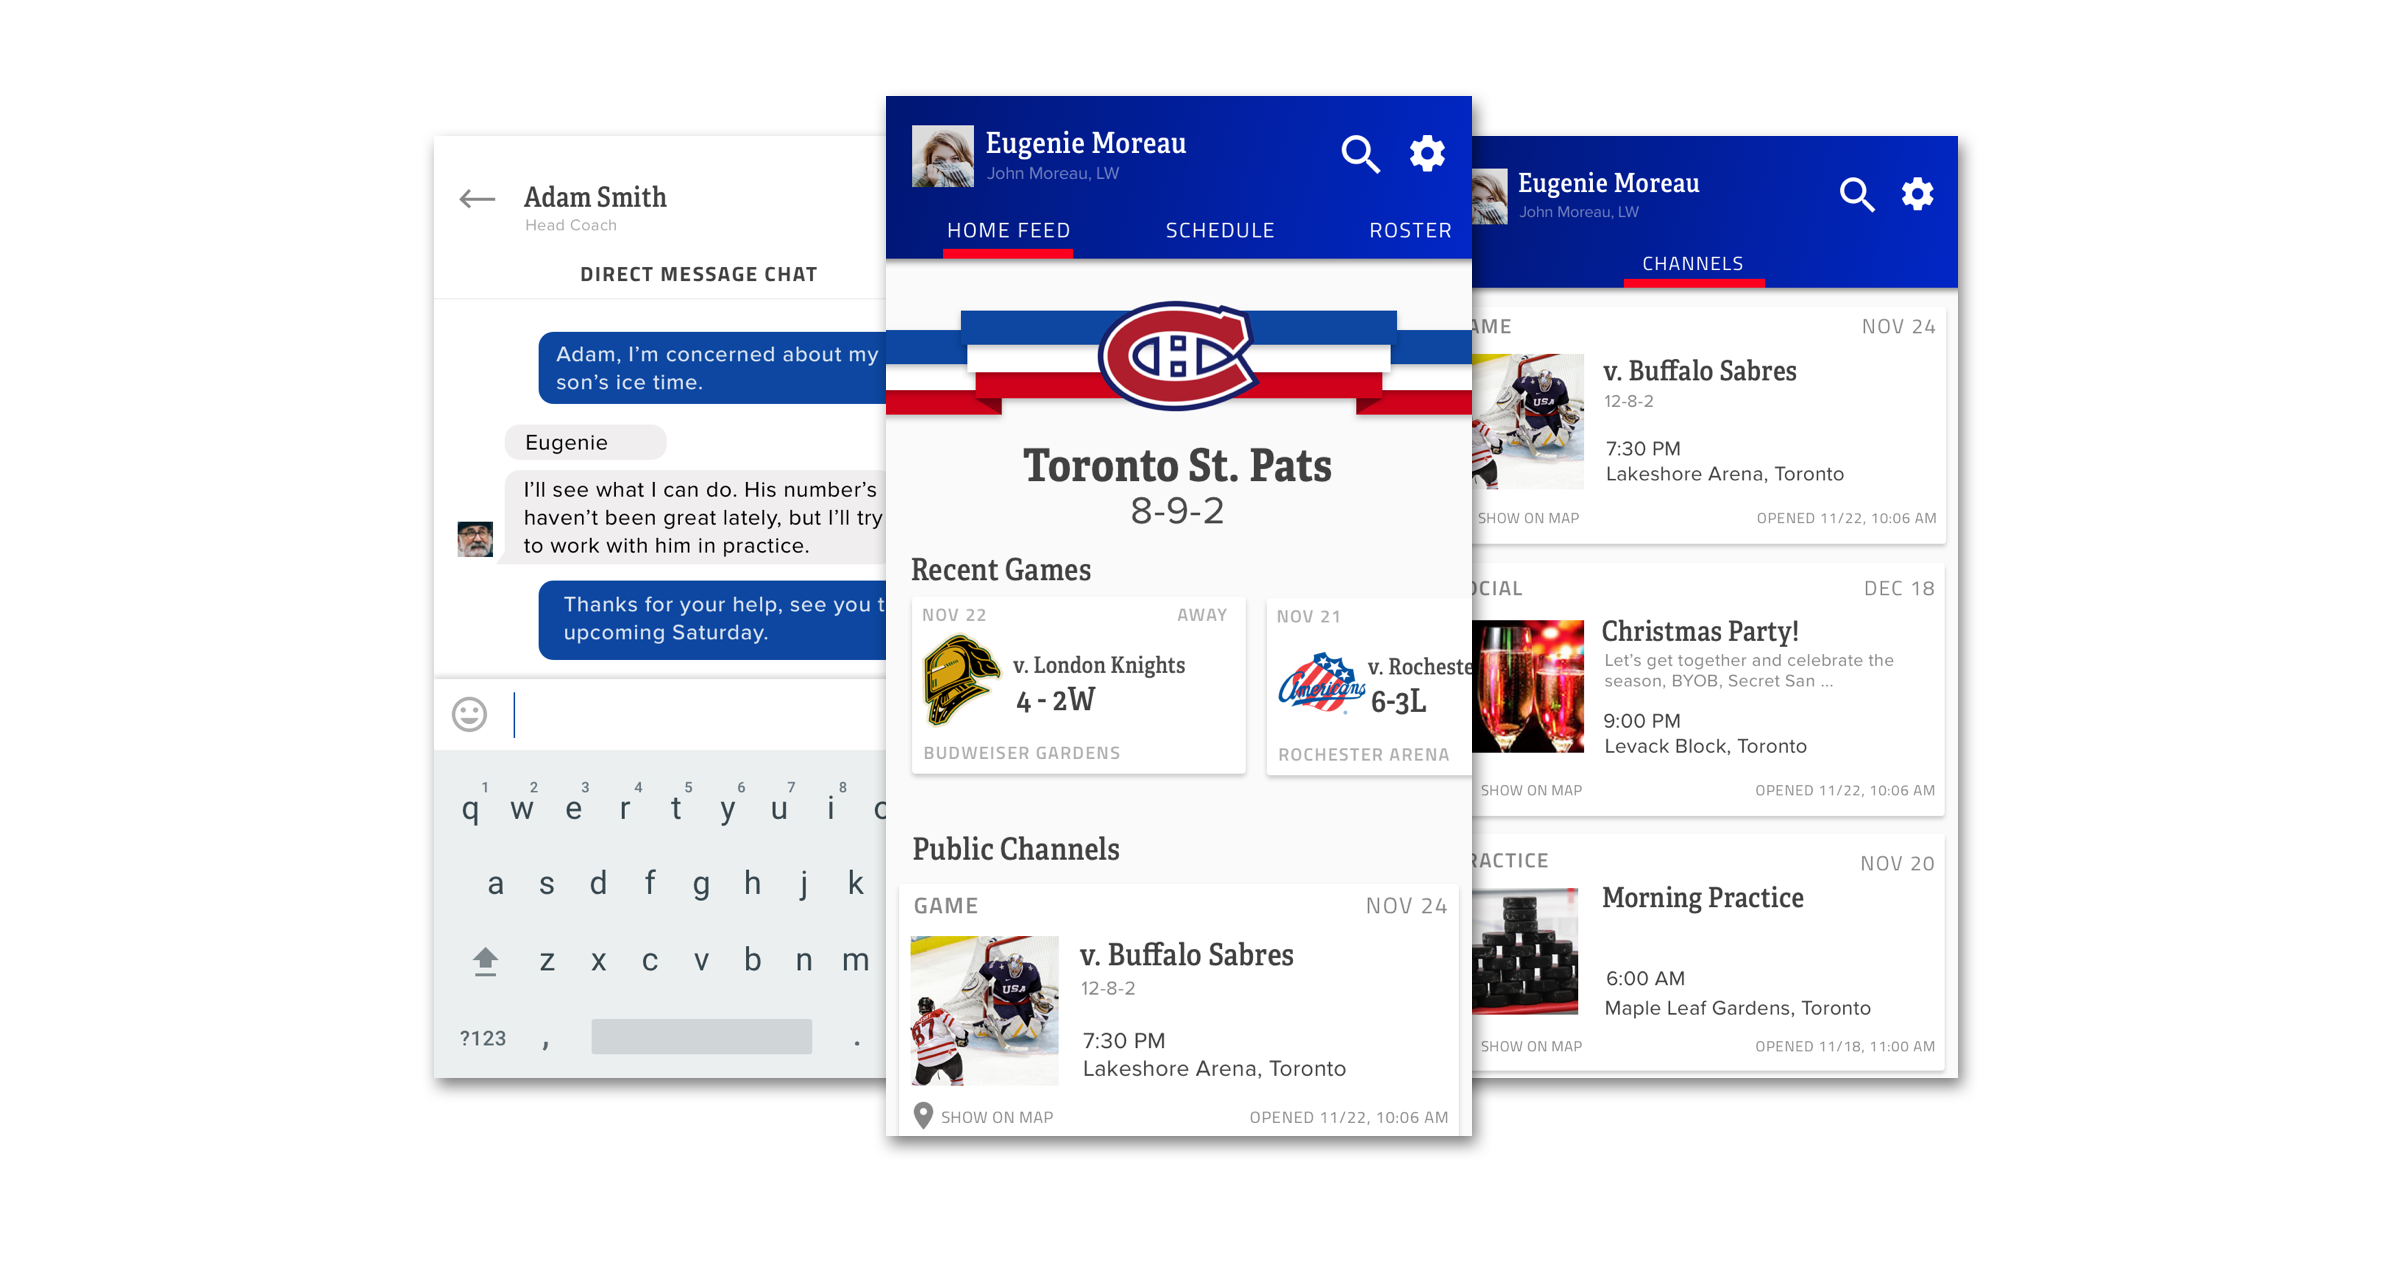 Adam Smith
Head Coach
DIRECT MESSAGE CHAT
Adam, I'm concerned about my
son's ice time.
Eugenie
I'll see what I can do. His number's
haven't been great lately, but I'll try
to work with him in practice.
Thanks for your help, see you t
upcoming Saturday.
1 2 3 4 5 6 7 8
q w e r t y u i
a s d f g h j k
z x c v b n m
?123 , .
Eugenie Moreau
John Moreau, LW
HOME FEED SCHEDULE ROSTER
Toronto St. Pats
8-9-2
Recent Games
NOV 22 AWAY
v. London Knights
4 - 2W
BUDWEISER GARDENS
NOV 21
Americans
v. Rocheste
6-3L
ROCHESTER ARENA
Public Channels
GAME NOV 24
USA
87
v. Buffalo Sabres
12-8-2
7:30 PM
Lakeshore Arena, Toronto
SHOW ON MAP OPENED 11/22, 10:06 AM
Eugenie Moreau
John Moreau, LW
CHANNELS
AME NOV 24
USA
v. Buffalo Sabres
12-8-2
7:30 PM
Lakeshore Arena, Toronto
SHOW ON MAP OPENED 11/22, 10:06 AM
OCIAL DEC 18
Christmas Party!
Let's get together and celebrate the
season, BYOB, Secret San ...
9:00 PM
Levack Block, Toronto
SHOW ON MAP OPENED 11/22, 10:06 AM
RACTICE NOV 20
Morning Practice
6:00 AM
Maple Leaf Gardens, Toronto
SHOW ON MAP OPENED 11/18, 11:00 AM